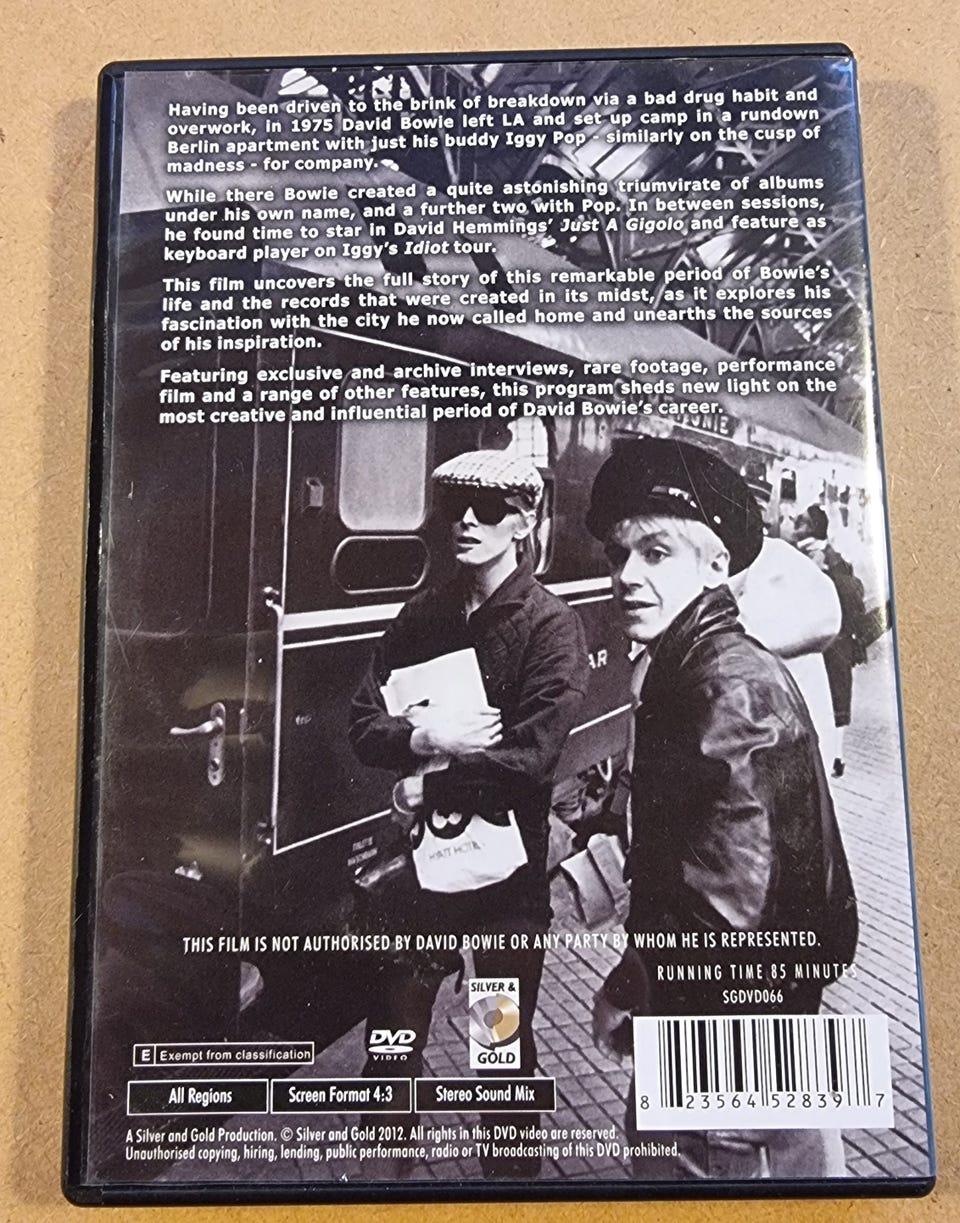 Having been driven to the brink of breakdown via a bad drug habit and
overwork, in 1975 David Bowie left LA and set up camp in a rundown
Berlin apartment with just his buddy Iggy Pop - similarly on the cusp of
madness - for company.
While there Bowie created a quite astonishing triumvirate of albums
under his own name, and a further two with Pop. In between sessions,
he found time to star in David Hemmings' Just A Gigolo and feature as
keyboard player on Iggy's Idiot tour.
This film uncovers the full story of this remarkable period of Bowie's
life and the records that were created in its midst, as it explores his
fascination with the city he now called home and unearths the sources
of his inspiration.
Featuring exclusive and archive interviews, rare footage, performance
film and a range of other features, this program sheds new light on the
most creative and influential period of David Bowie's career.
AR
HYATT HOTEL
THIS FILM IS NOT AUTHORISED BY DAVID BOWIE OR ANY PARTY BY WHOM HE IS REPRESENTED.
RUNNING TIME 85 MINUTES
SGDVD066
SILVER &
GOLD
DVD
VIDEO
E Exempt from classification
All Regions
Screen Format 4:3
Stereo Sound Mix
8 23564 52839 7
A Silver and Gold Production. © Silver and Gold 2012. All rights in this DVD video are reserved.
Unauthorised copying, hiring, lending, public performance, radio or TV broadcasting of this DVD prohibited.